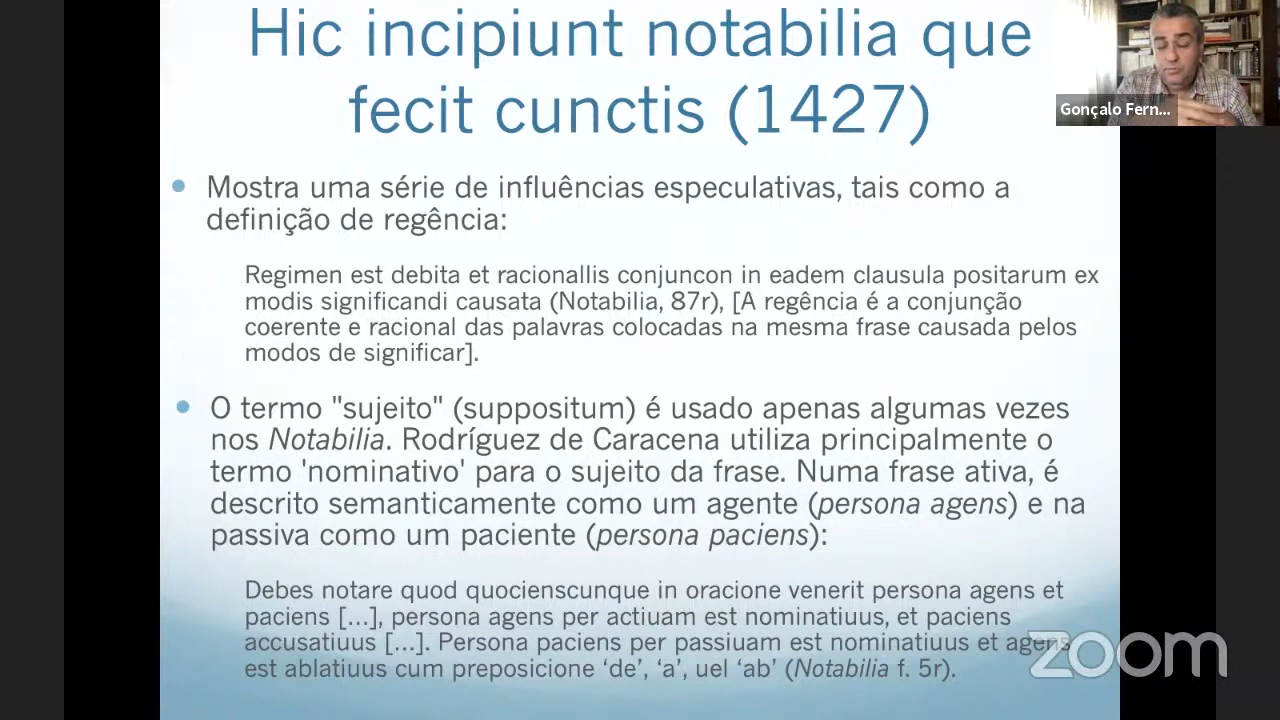 Hic incipiunt notabilia que
fecit cunctis (1427)
Gonçalo Fern...
• Mostra uma série de influências especulativas, tais como a
definição de regência:
Regimen est debita et racionallis conjuncon in eadem clausula positarum ex
modis significandi causata (Notabilia, 87r), [A regência é a conjunção
coerente e racional das palavras colocadas na mesma frase causada pelos
modos de significar].
• O termo "sujeito" (suppositum) é usado apenas algumas vezes
nos Notabilia. Rodríguez de Caracena utiliza principalmente o
termo 'nominativo' para o sujeito da frase. Numa frase ativa, é
descrito semanticamente como um agente (persona agens) e na
passiva como um paciente (persona paciens):
Debes notare quod quocienscunque in oracione venerit persona agens et
paciens [...], persona agens per actiuam est nominatiuus, et paciens
accusatiuus [...]. Persona paciens per passiuam est nominatiuus et agens
est ablatiuus cum preposicione ‘de’, ‘a’, uel ‘ab’ (Notabilia f. 5r).
zoom